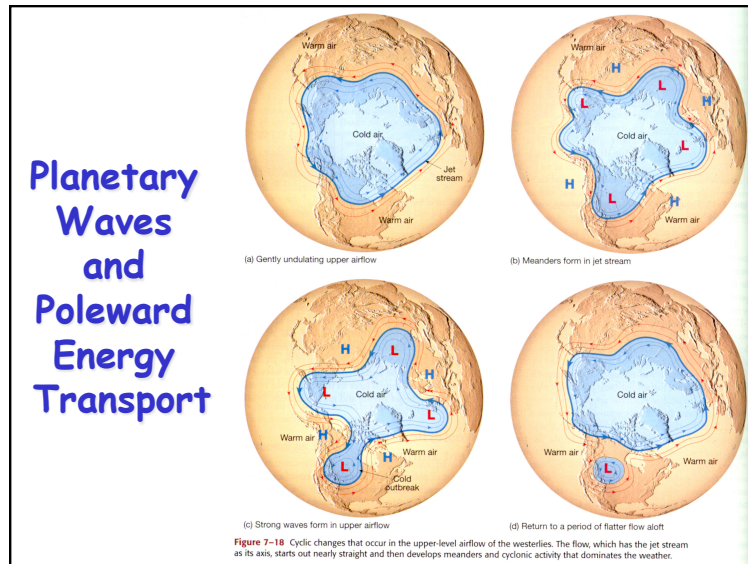 Planetary
Waves
and
Poleward
Energy
Transport
Warm air
Cold air
Jet
stream
Warm air
(a) Gently undulating upper airflow
Warm air
H
L
L
H
Cold air
L
H
L
H
Warm air
(b) Meanders form in jet stream
H
L
H
L
Cold air
L
H
Warm air
H
Warm air
L
Cold
outbreak
(c) Strong waves form in upper airflow
Cold air
Warm air
Warm air
L
(d) Return to a period of flatter flow aloft
Figure 7–18 Cyclic changes that occur in the upper-level airflow of the westerlies. The flow, which has the jet stream
as its axis, starts out nearly straight and then develops meanders and cyclonic activity that dominates the weather.